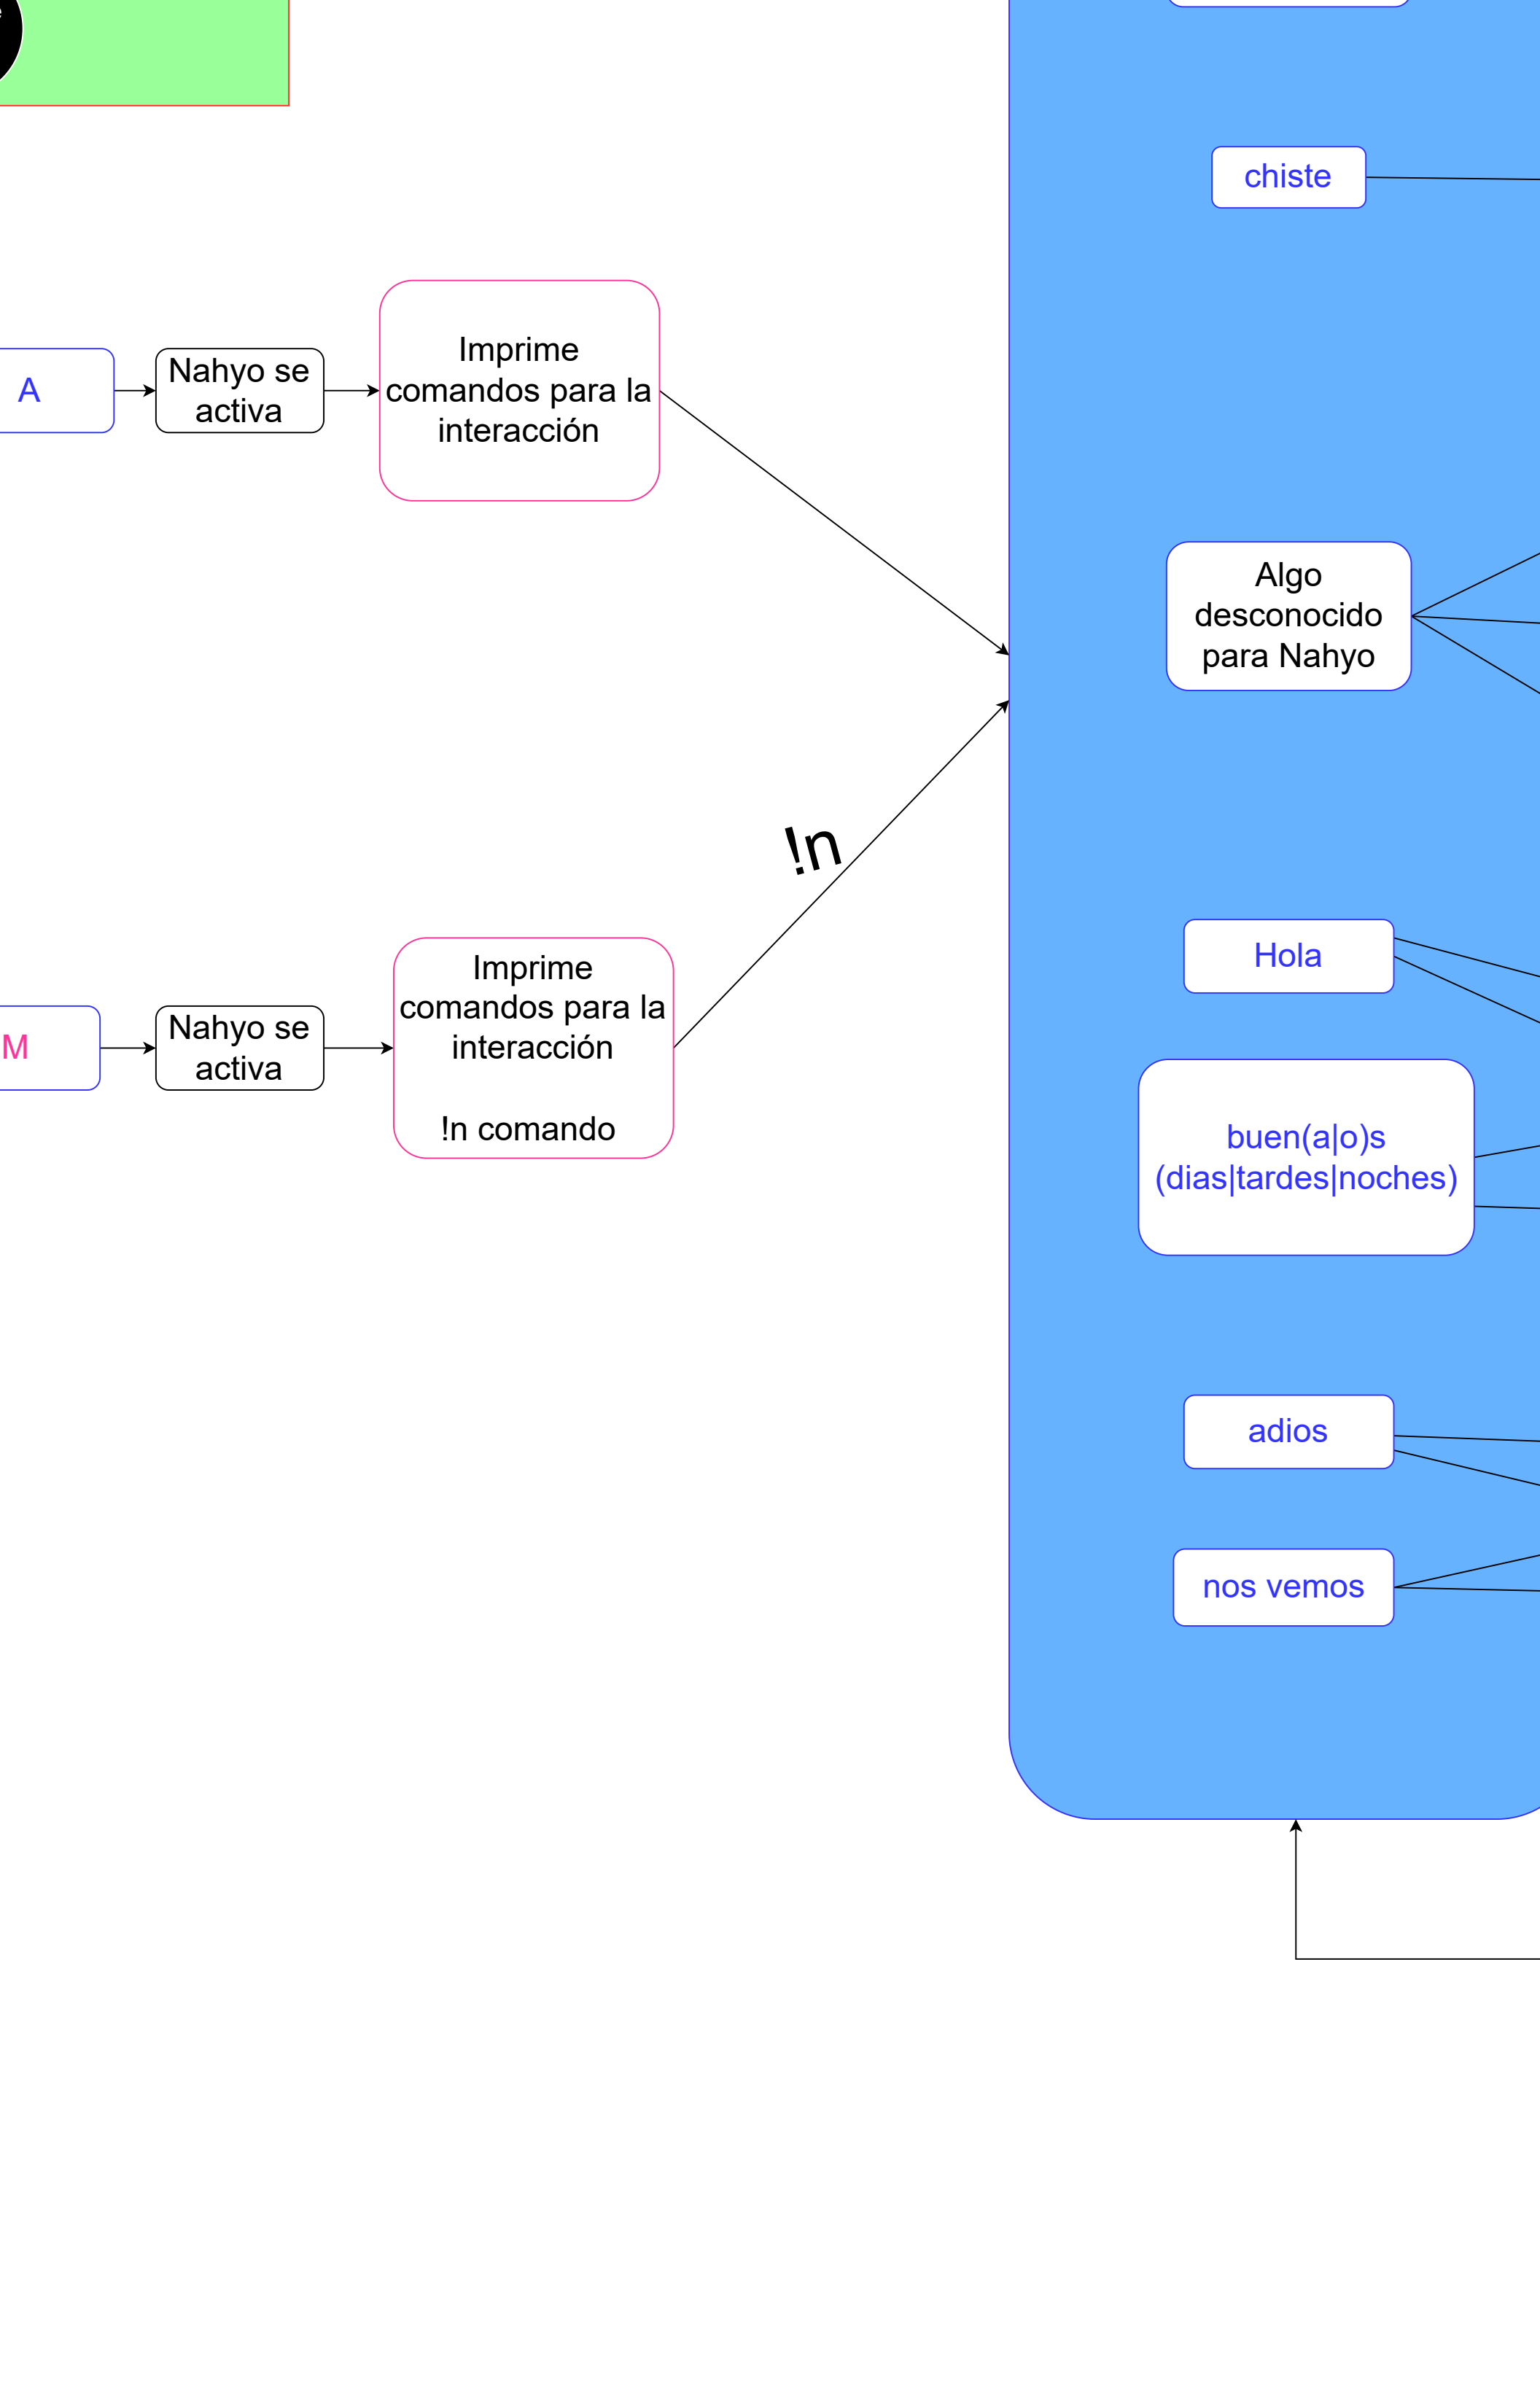 chiste
Imprime
comandos para la
interacción
A
Nahyo se
activa
Algo
desconocido
para Nahyo
!n
Hola
Imprime
comandos para la
interacción
!n comando
M
Nahyo se
activa
buen(a|o)s
(dias|tardes|noches)
adios
nos vemos